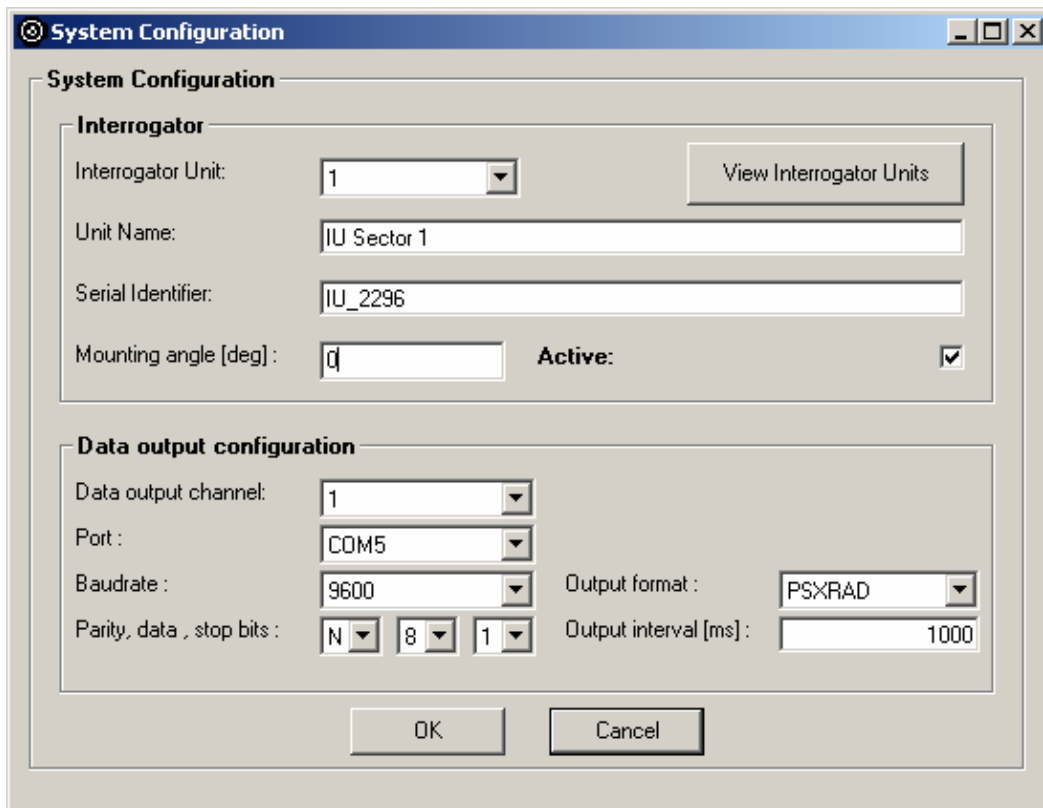 System Configuration
System Configuration
Interrogator
Interrogator Unit: 1 View Interrogator Units
Unit Name: IU Sector 1
Serial Identifier: IU_2296
Mounting angle [deg] : 0 Active:
Data output configuration
Data output channel: 1
Port : COM5
Baudrate : 9600 Output format : PSXRAD
Parity, data , stop bits : N 8 1 Output interval [ms] : 1000
OK Cancel